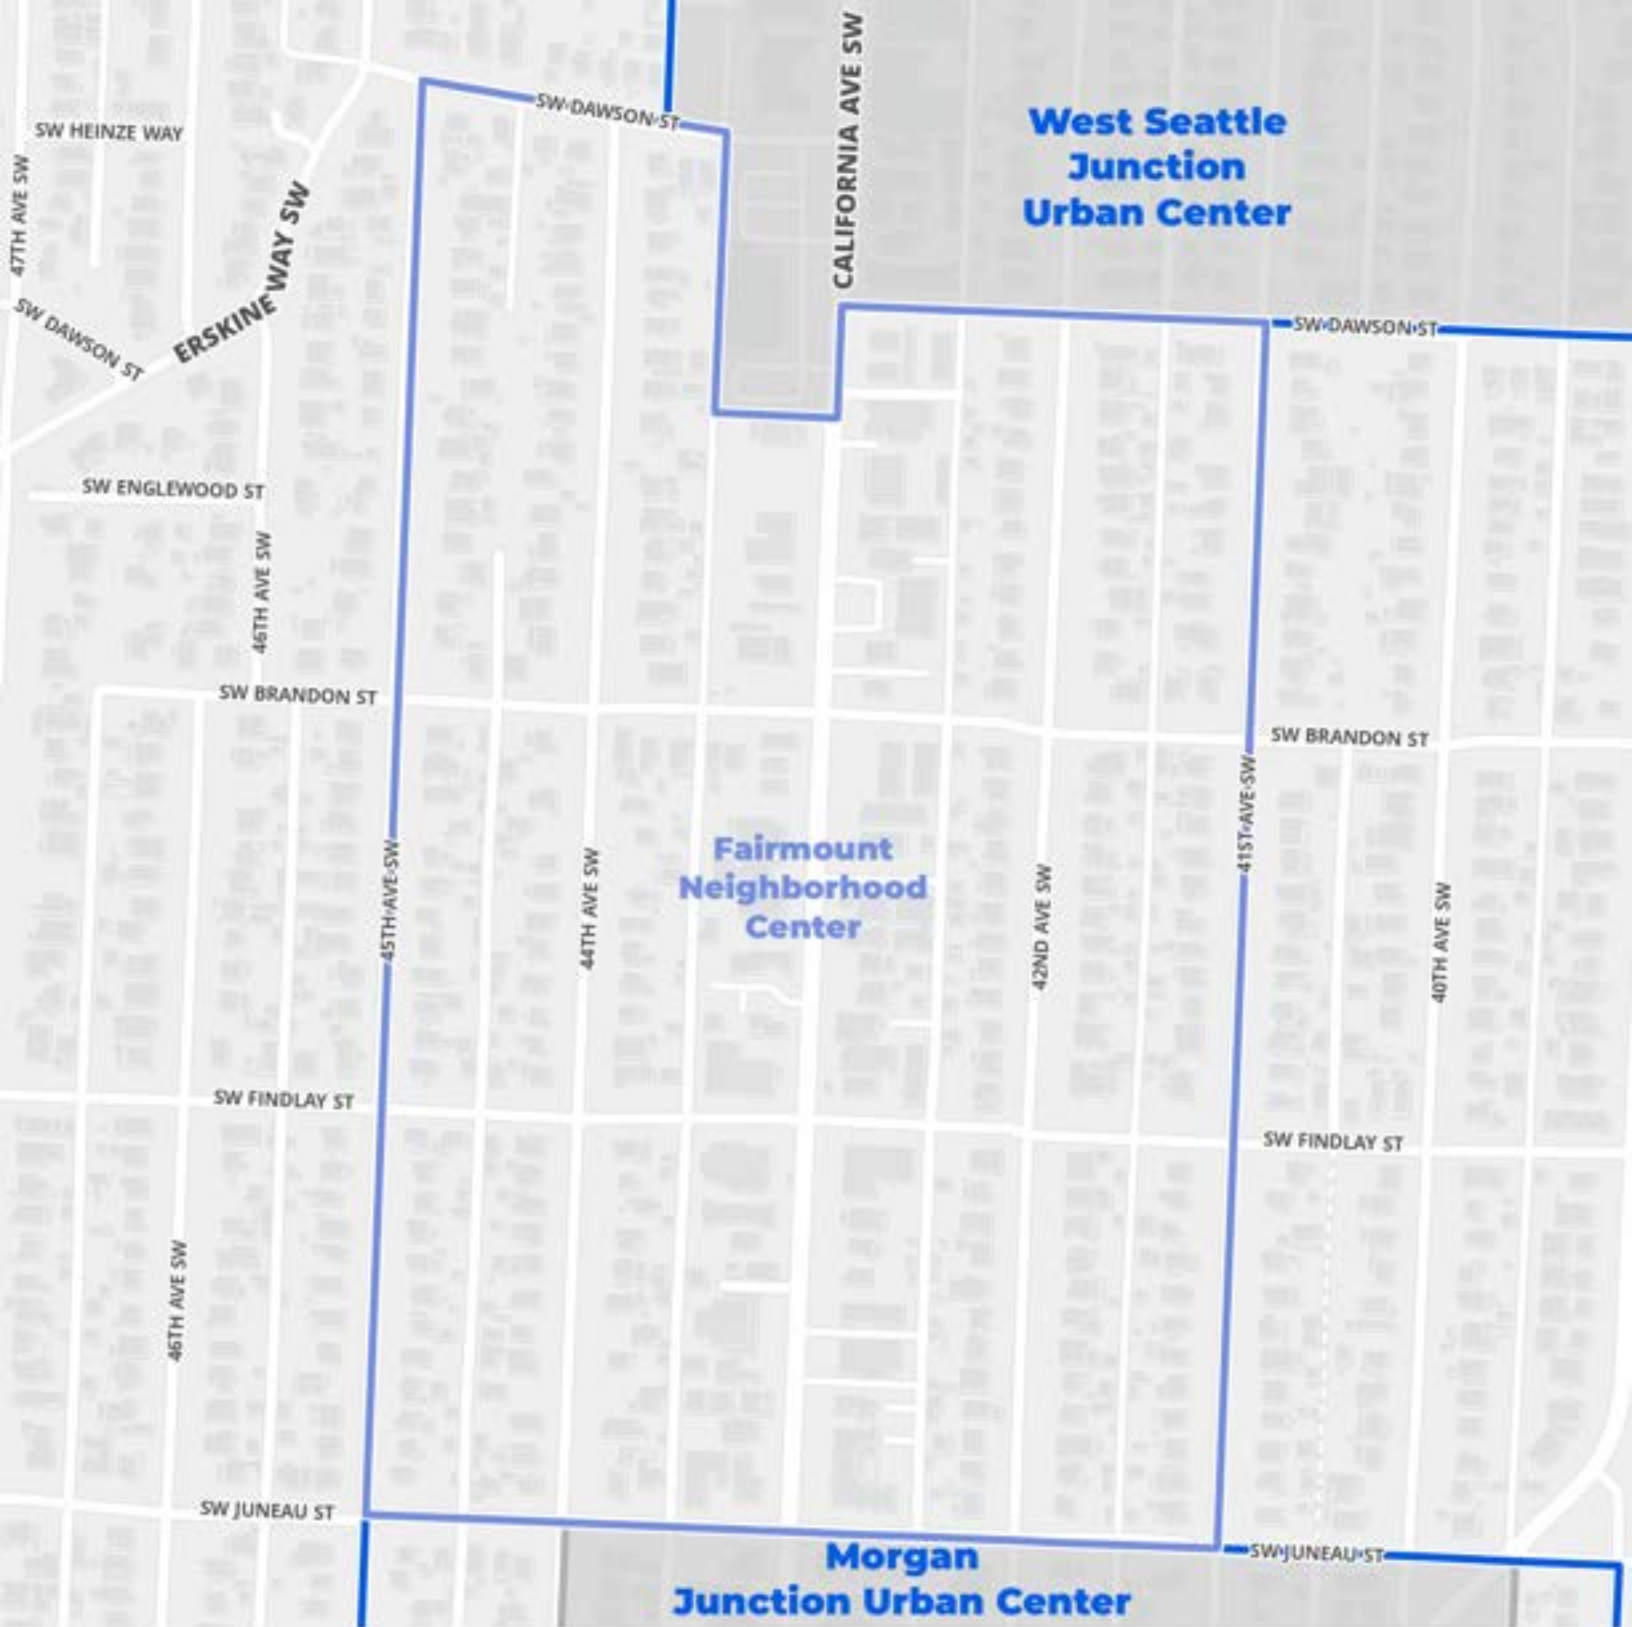 CALIFORNIA AVE SW
SW DAWSON ST
West Seattle
Junction
Urban Center
SW HEINZE WAY
47TH AVE SW
ERSKINE WAY SW
SW DAWSON ST
SW DAWSON ST
SW ENGLEWOOD ST
46TH AVE SW
SW BRANDON ST
SW BRANDON ST
41ST AVE SW
45TH AVE SW
44TH AVE SW
Fairmount
Neighborhood
Center
42ND AVE SW
40TH AVE SW
SW FINDLAY ST
SW FINDLAY ST
46TH AVE SW
SW JUNEAU ST
SW JUNEAU ST
Morgan
Junction Urban Center